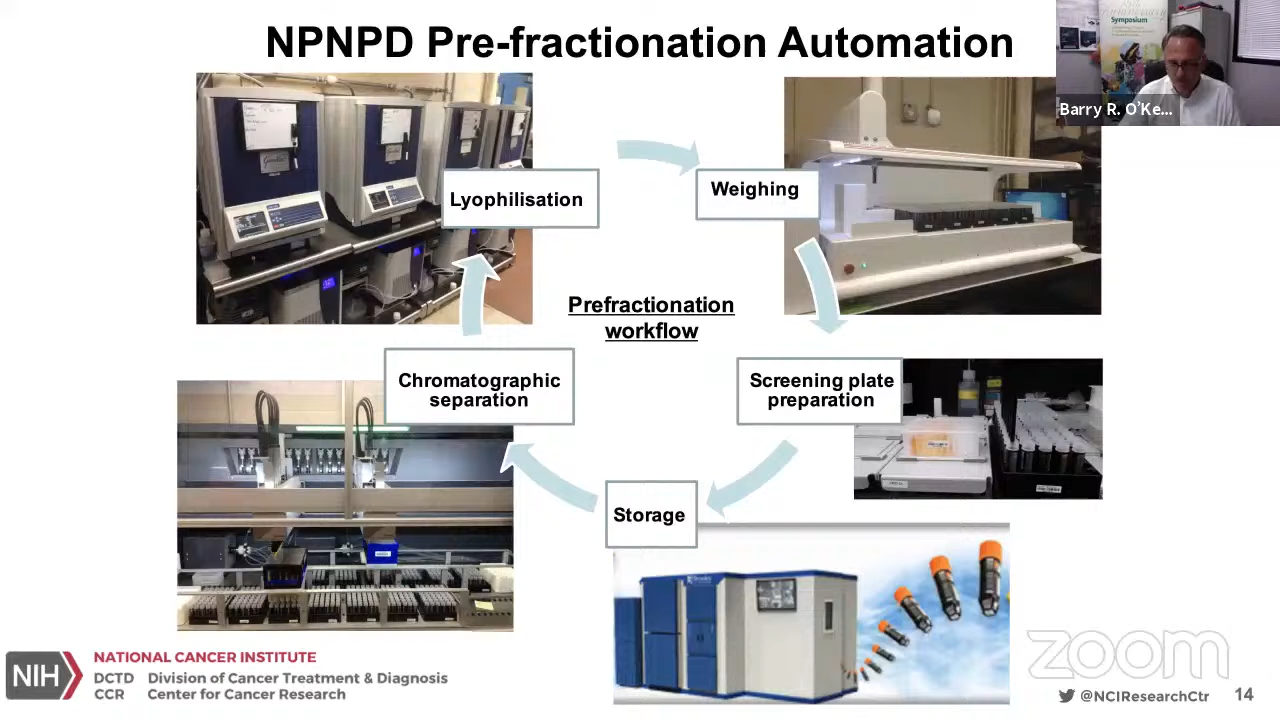 NPNPD Pre-fractionation Automation
Symposium
Barry R. O'Ke...
Lyophilisation
Weighing
Prefractionation
workflow
Chromatographic
separation
Screening plate
preparation
Storage
NIH
NATIONAL CANCER INSTITUTE
DCTD Division of Cancer Treatment & Diagnosis
CCR Center for Cancer Research
zoom
@NCIResearchCtr
14